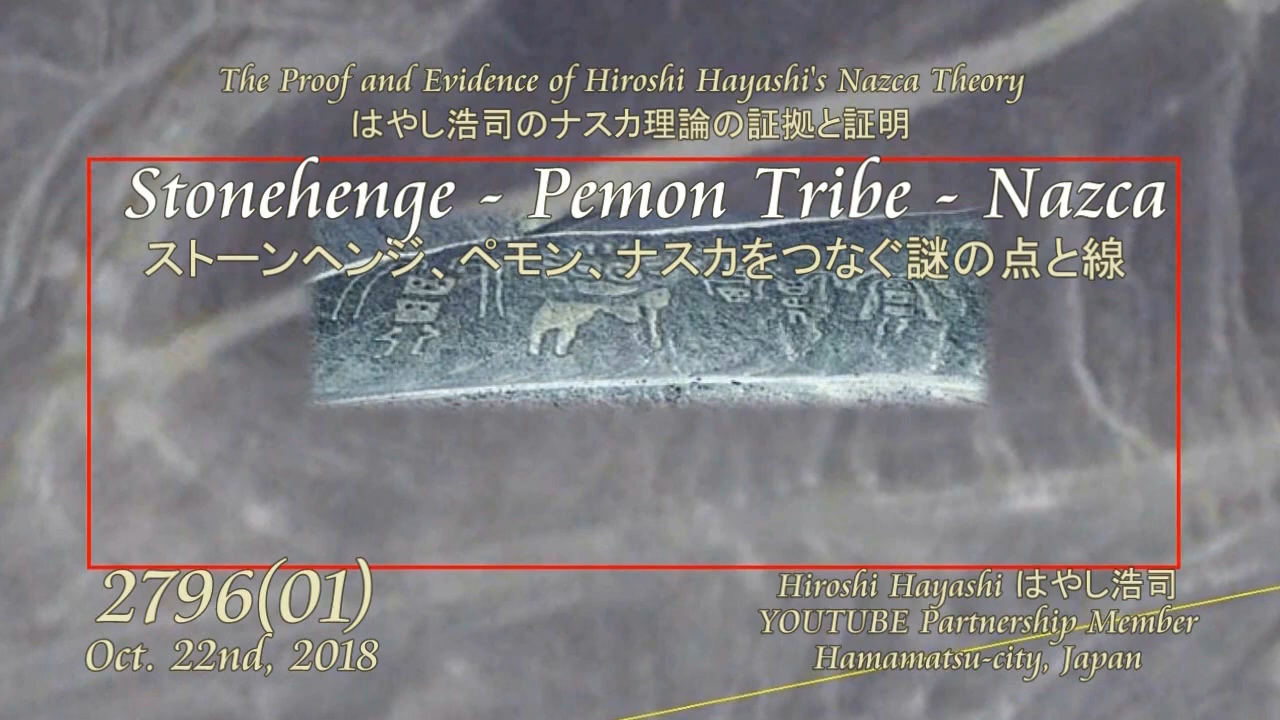 The Proof and Evidence of Hiroshi Hayashi's Nazca Theory
はやし浩司のナスカ理論の証拠と証明
Stonehenge - Pemon Tribe - Nazca
ストーンヘンジ、ペモン、ナスカをつなぐ謎の点と線
2796(01)
Oct. 22nd, 2018
Hiroshi Hayashi はやし浩司
YOUTUBE Partnership Member
Hamamatsu-city, Japan